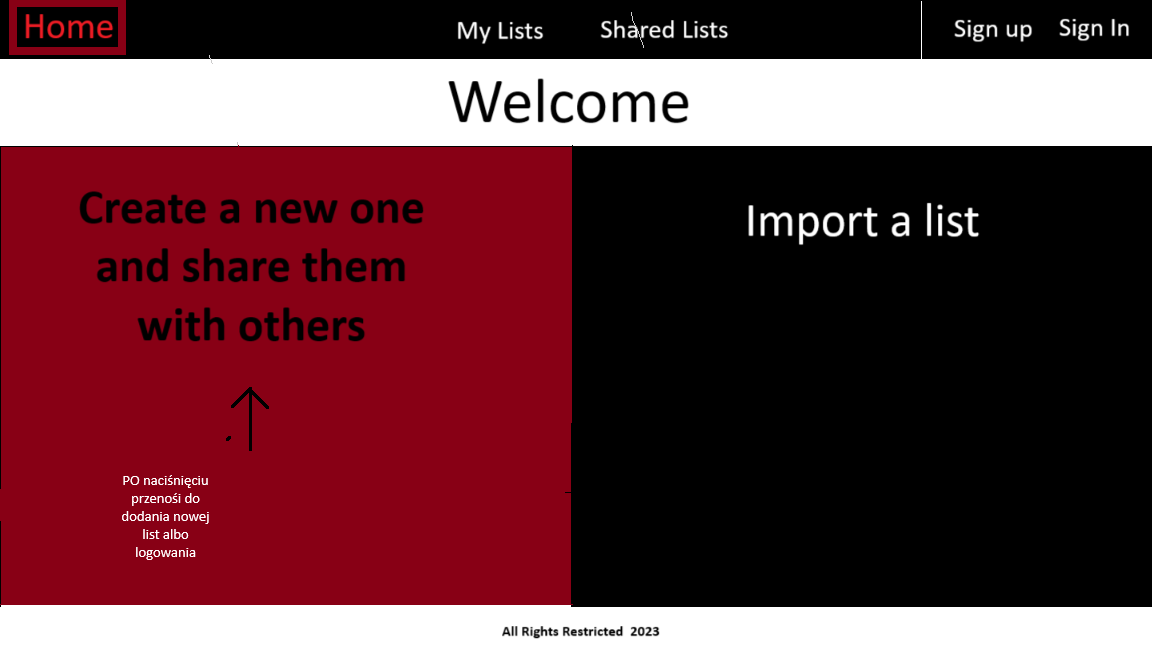 Home
My Lists
Shared Lists
Sign up
Sign In
Welcome
Create a new one
and share them
with others
Import a list
PO naciśnięciu
przenośi do
dodania nowej
list albo
logowania
All Rights Restricted 2023